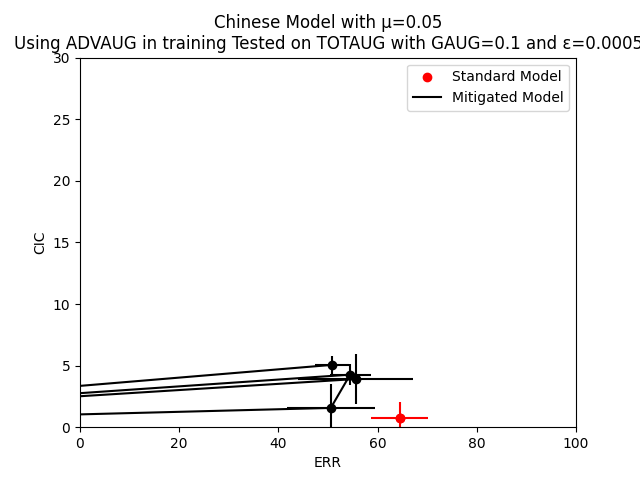 Chinese Model with μ=0.05
Using ADVAUG in training Tested on TOTAUG with GAUG=0.1 and ε=0.0005
30
25
20
15
10
5
0
CIC
Standard Model
Mitigated Model
0 20 40 60 80 100
ERR